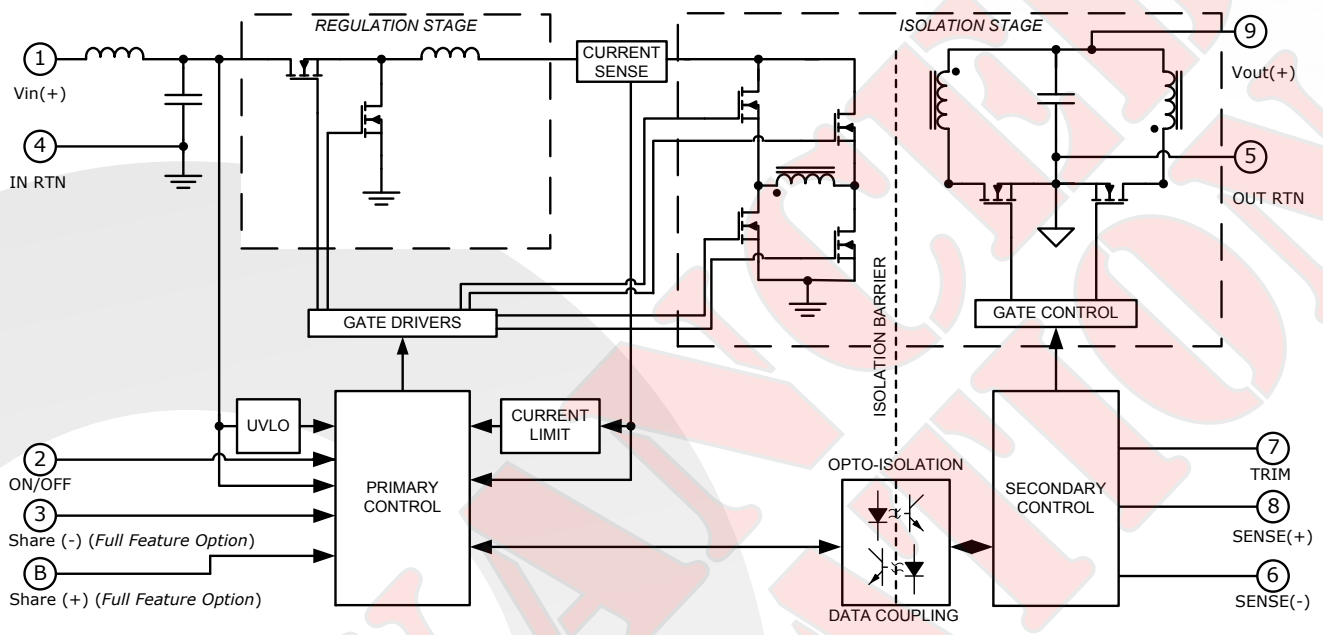 REGULATION STAGE
ISOLATION STAGE
1
Vin(+)
4
IN RTN
CURRENT
SENSE
9
Vout(+)
5
OUT RTN
GATE DRIVERS
GATE CONTROL
ISOLATION BARRIER
UVLO
CURRENT
LIMIT
PRIMARY
CONTROL
2
ON/OFF
3
Share (-) (Full Feature Option)
B
Share (+) (Full Feature Option)
OPTO-ISOLATION
DATA COUPLING
SECONDARY
CONTROL
7
TRIM
8
SENSE(+)
6
SENSE(-)